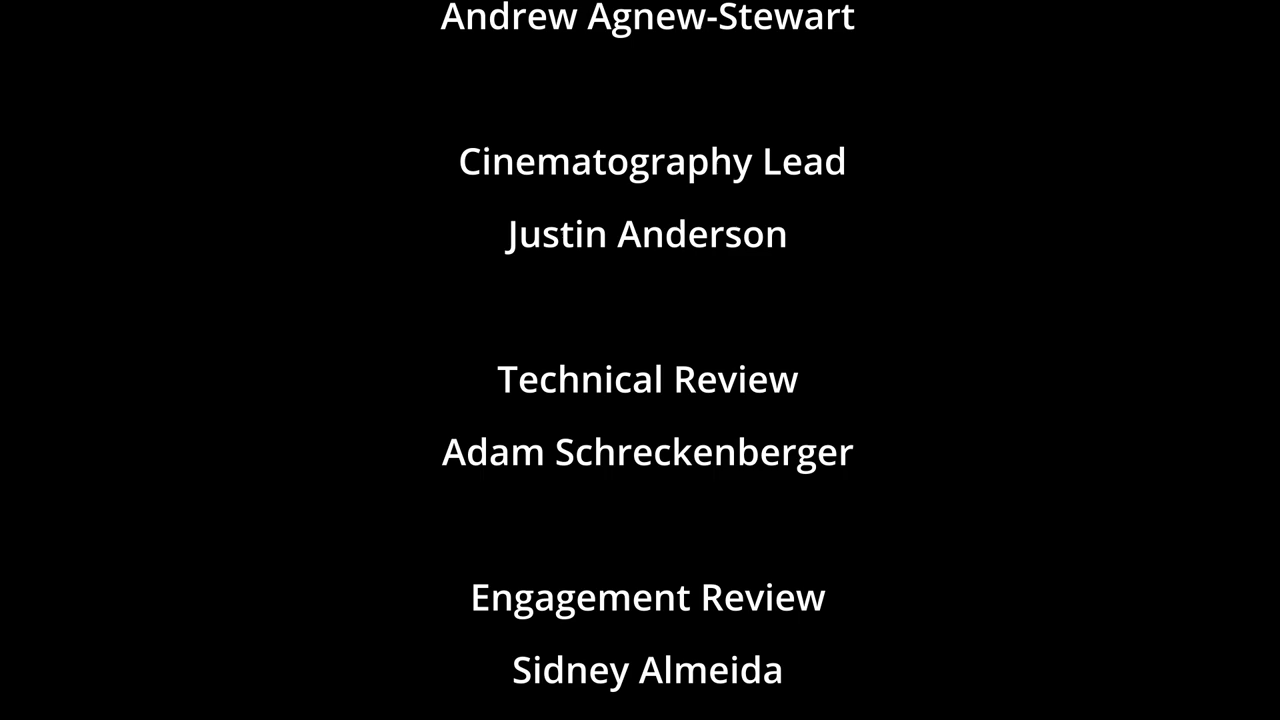 Andrew Agnew-Stewart
Cinematography Lead
Justin Anderson
Technical Review
Adam Schreckenberger
Engagement Review
Sidney Almeida